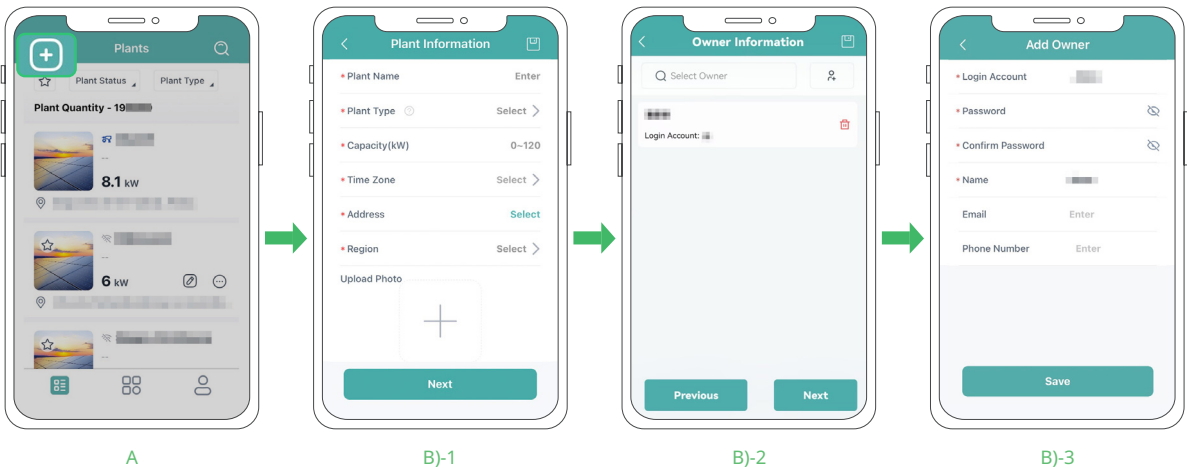 Plants
Plant Status
Plant Type
Plant Quantity - 19
8.1 kW
--
6 kW
--
--
A
Plant Information
* Plant Name Enter
* Plant Type Select >
* Capacity(kW) 0~120
* Time Zone Select >
* Address Select
* Region Select >
Upload Photo
Next
B)-1
Owner Information
Select Owner
Login Account:
Previous Next
B)-2
Add Owner
* Login Account
* Password
* Confirm Password
* Name
Email Enter
Phone Number Enter
Save
B)-3